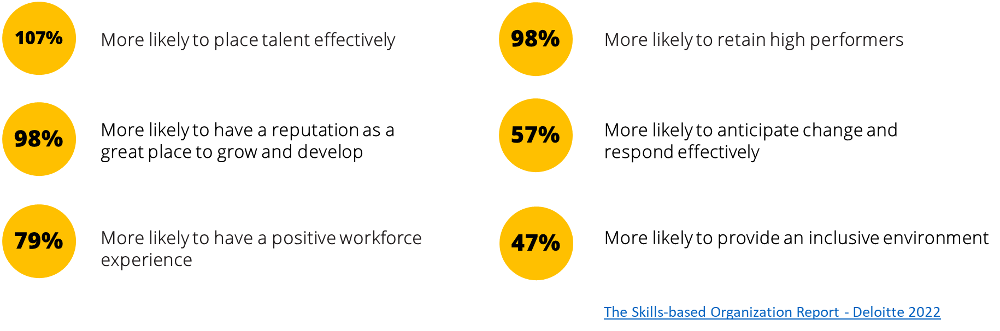 107%
More likely to place talent effectively
98%
More likely to retain high performers
98%
More likely to have a reputation as a
great place to grow and develop
57%
More likely to anticipate change and
respond effectively
79%
More likely to have a positive workforce
experience
47%
More likely to provide an inclusive environment
The Skills-based Organization Report - Deloitte 2022